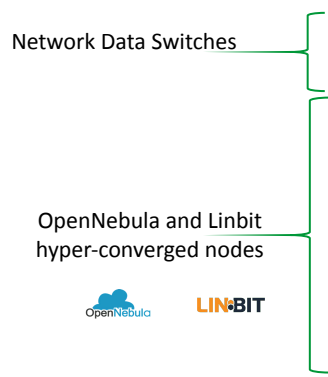 Network Data Switches
OpenNebula and Linbit
hyper-converged nodes
OpenNebula
LINBIT